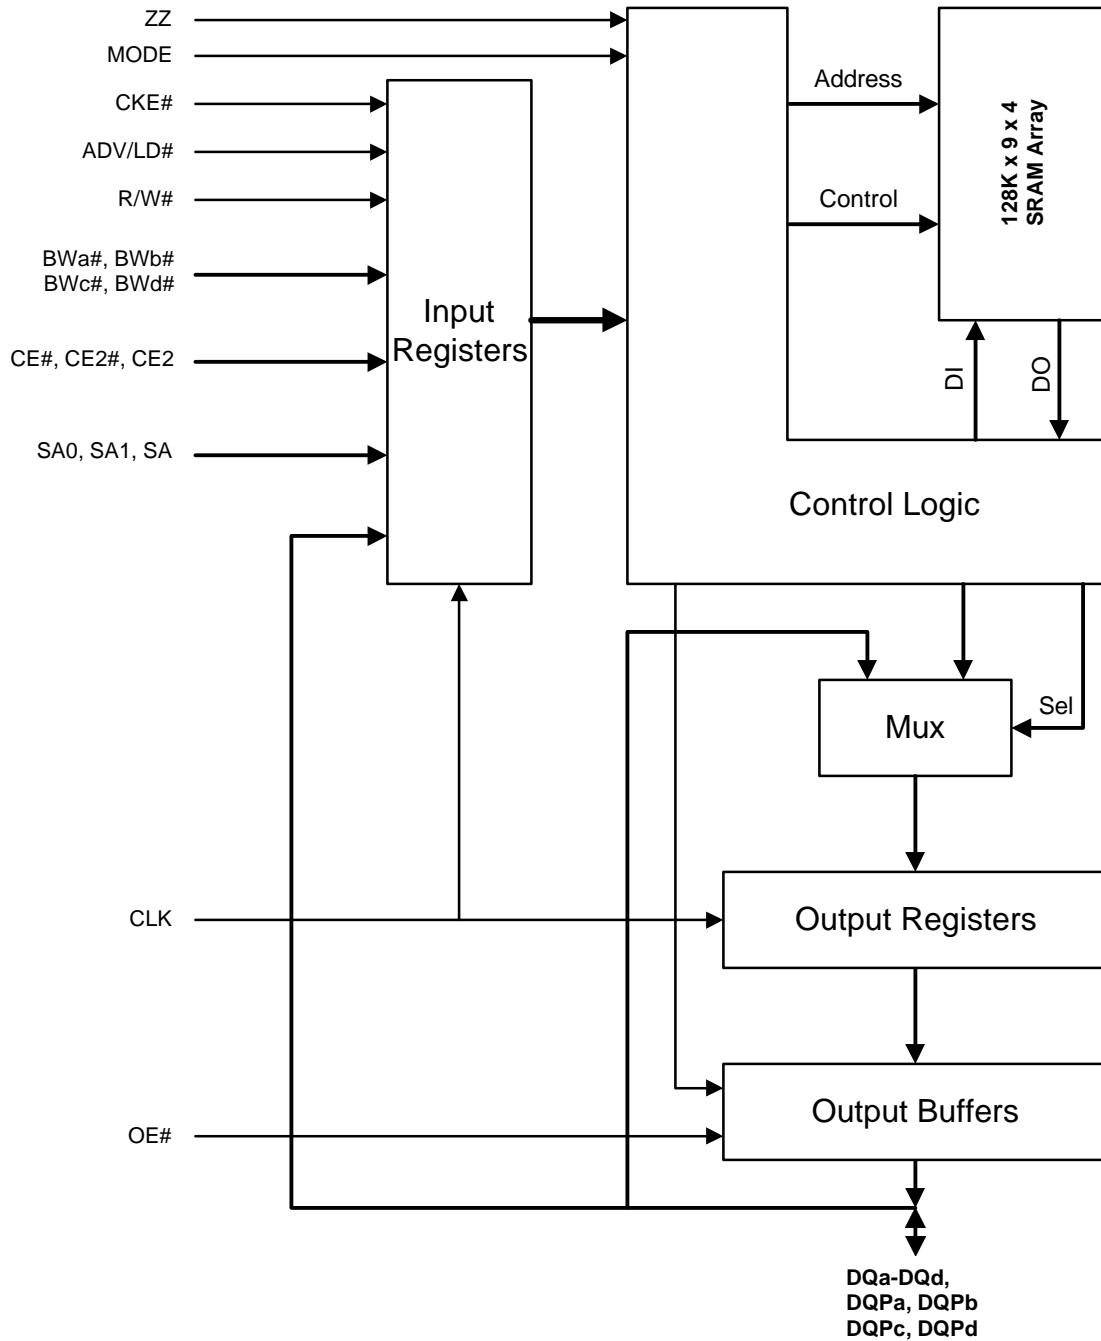 ZZ
MODE
CKE#
ADV/LD#
R/W#
BWa#, BWb#
BWc#, BWd#
CE#, CE2#, CE2
SA0, SA1, SA
Input
Registers
Address
Control
128K x 9 x 4
SRAM Array
DI
DO
Control Logic
Mux
Sel
CLK
Output Registers
Output Buffers
OE#
DQa-DQd,
DQPa, DQPb
DQPc, DQPd